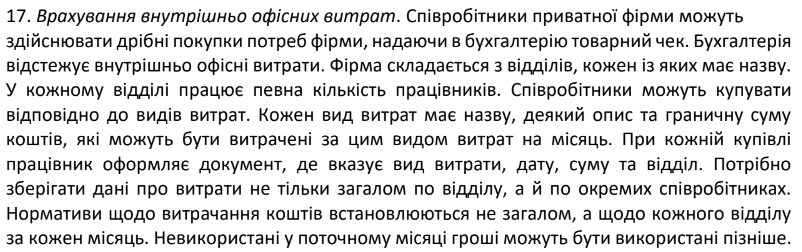 17. Врахування внутрішньо офісних витрат. Співробітники приватної фірми можуть
здійснювати дрібні покупки потреб фірми, надаючи в бухгалтерію товарний чек. Бухгалтерія
відстежує внутрішньо офісні витрати. Фірма складається з відділів, кожен із яких має назву.
У кожному відділі працює певна кількість працівників. Співробітники можуть купувати
відповідно до видів витрат. Кожен вид витрат має назву, деякий опис та граничну суму
коштів, які можуть бути витрачені за цим видом витрат на місяць. При кожній купівлі
працівник оформляє документ, де вказує вид витрати, дату, суму та відділ. Потрібно
зберігати дані про витрати не тільки загалом по відділу, а й по окремих співробітниках.
Нормативи щодо витрачання коштів встановлюються не загалом, а щодо кожного відділу
за кожен місяць. Невикористані у поточному місяці гроші можуть бути використані пізніше.